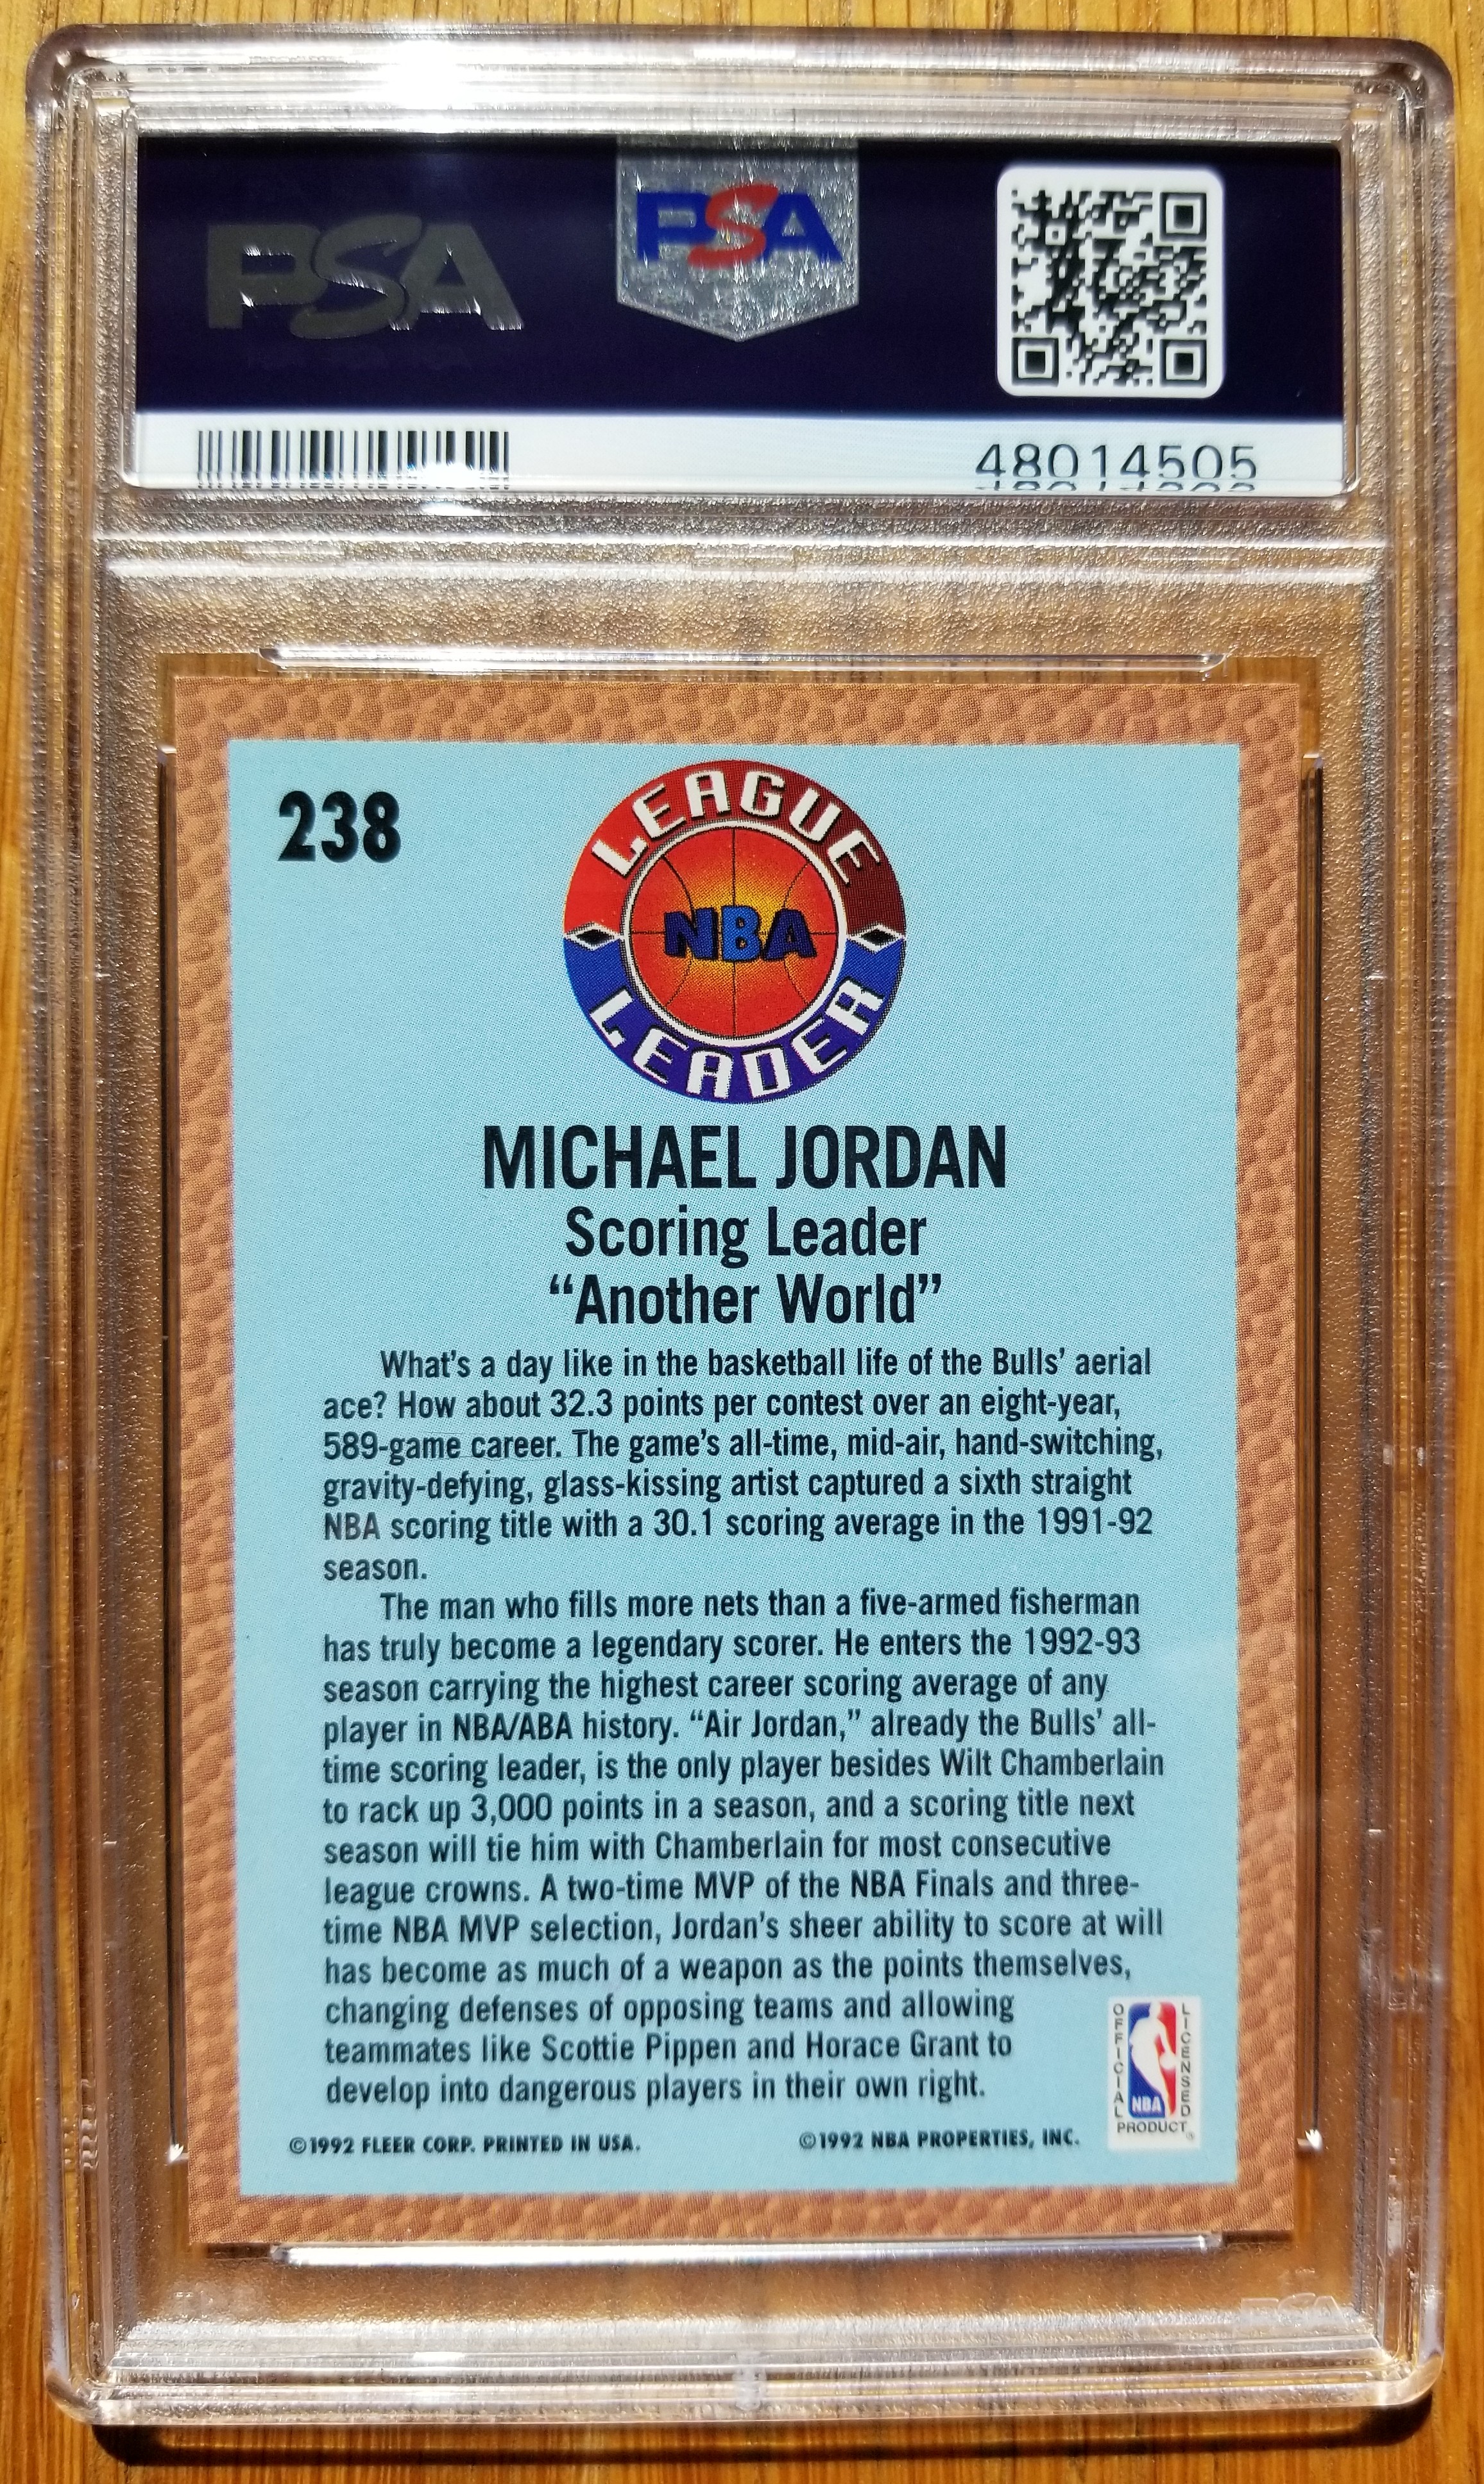 PSA
PSA
48014505
238
LEAGUE
NBA
LEADER
MICHAEL JORDAN
Scoring Leader
“Another World”
What's a day like in the basketball life of the Bulls' aerial
ace? How about 32.3 points per contest over an eight-year,
589-game career. The game's all-time, mid-air, hand-switching,
gravity-defying, glass-kissing artist captured a sixth straight
NBA scoring title with a 30.1 scoring average in the 1991-92
season.
The man who fills more nets than a five-armed fisherman
has truly become a legendary scorer. He enters the 1992-93
season carrying the highest career scoring average of any
player in NBA/ABA history. “Air Jordan,” already the Bulls' all-
time scoring leader, is the only player besides Wilt Chamberlain
to rack up 3,000 points in a season, and a scoring title next
season will tie him with Chamberlain for most consecutive
league crowns. A two-time MVP of the NBA Finals and three-
time NBA MVP selection, Jordan's sheer ability to score at will
has become as much of a weapon as the points themselves,
changing defenses of opposing teams and allowing
teammates like Scottie Pippen and Horace Grant to
develop into dangerous players in their own right.
OFFICIAL
LICENSED
NBA
PRODUCT
©1992 FLEER CORP. PRINTED IN USA.
©1992 NBA PROPERTIES, INC.
PSA